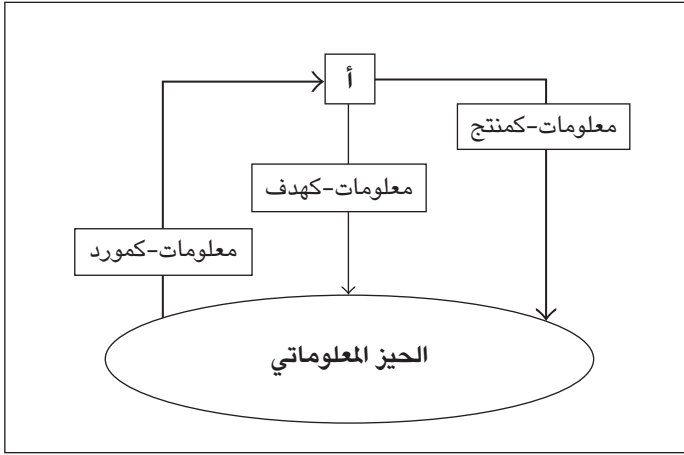 أ
معلومات-كمنتج
معلومات-كهدف
معلومات-كمورد
الحيز المعلوماتي